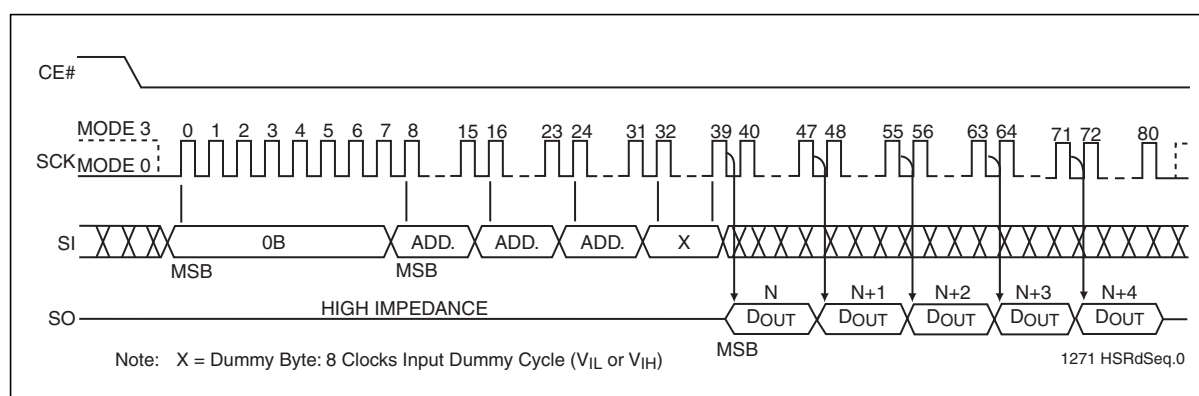 CE#
MODE 3 0 1 2 3 4 5 6 7 8 15 16 23 24 31 32 39 40 47 48 55 56 63 64 71 72 80
SCK MODE 0
SI 0B ADD. ADD. ADD. X
MSB MSB
N N+1 N+2 N+3 N+4
SO HIGH IMPEDANCE DOUT DOUT DOUT DOUT DOUT
MSB
Note: X = Dummy Byte: 8 Clocks Input Dummy Cycle (VIL or VIH)
1271 HSRdSeq.0